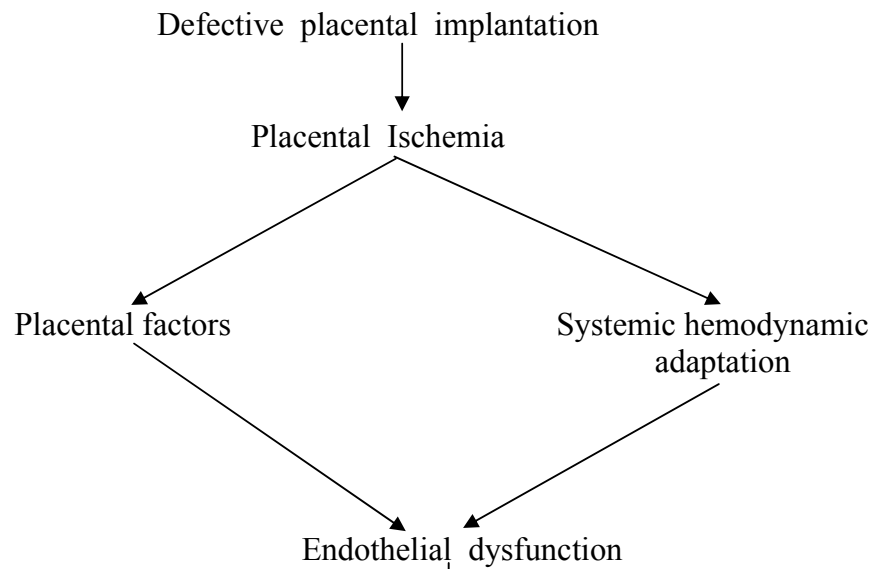 Defective placental implantation
Placental Ischemia
Placental factors
Systemic hemodynamic
adaptation
Endothelial dysfunction